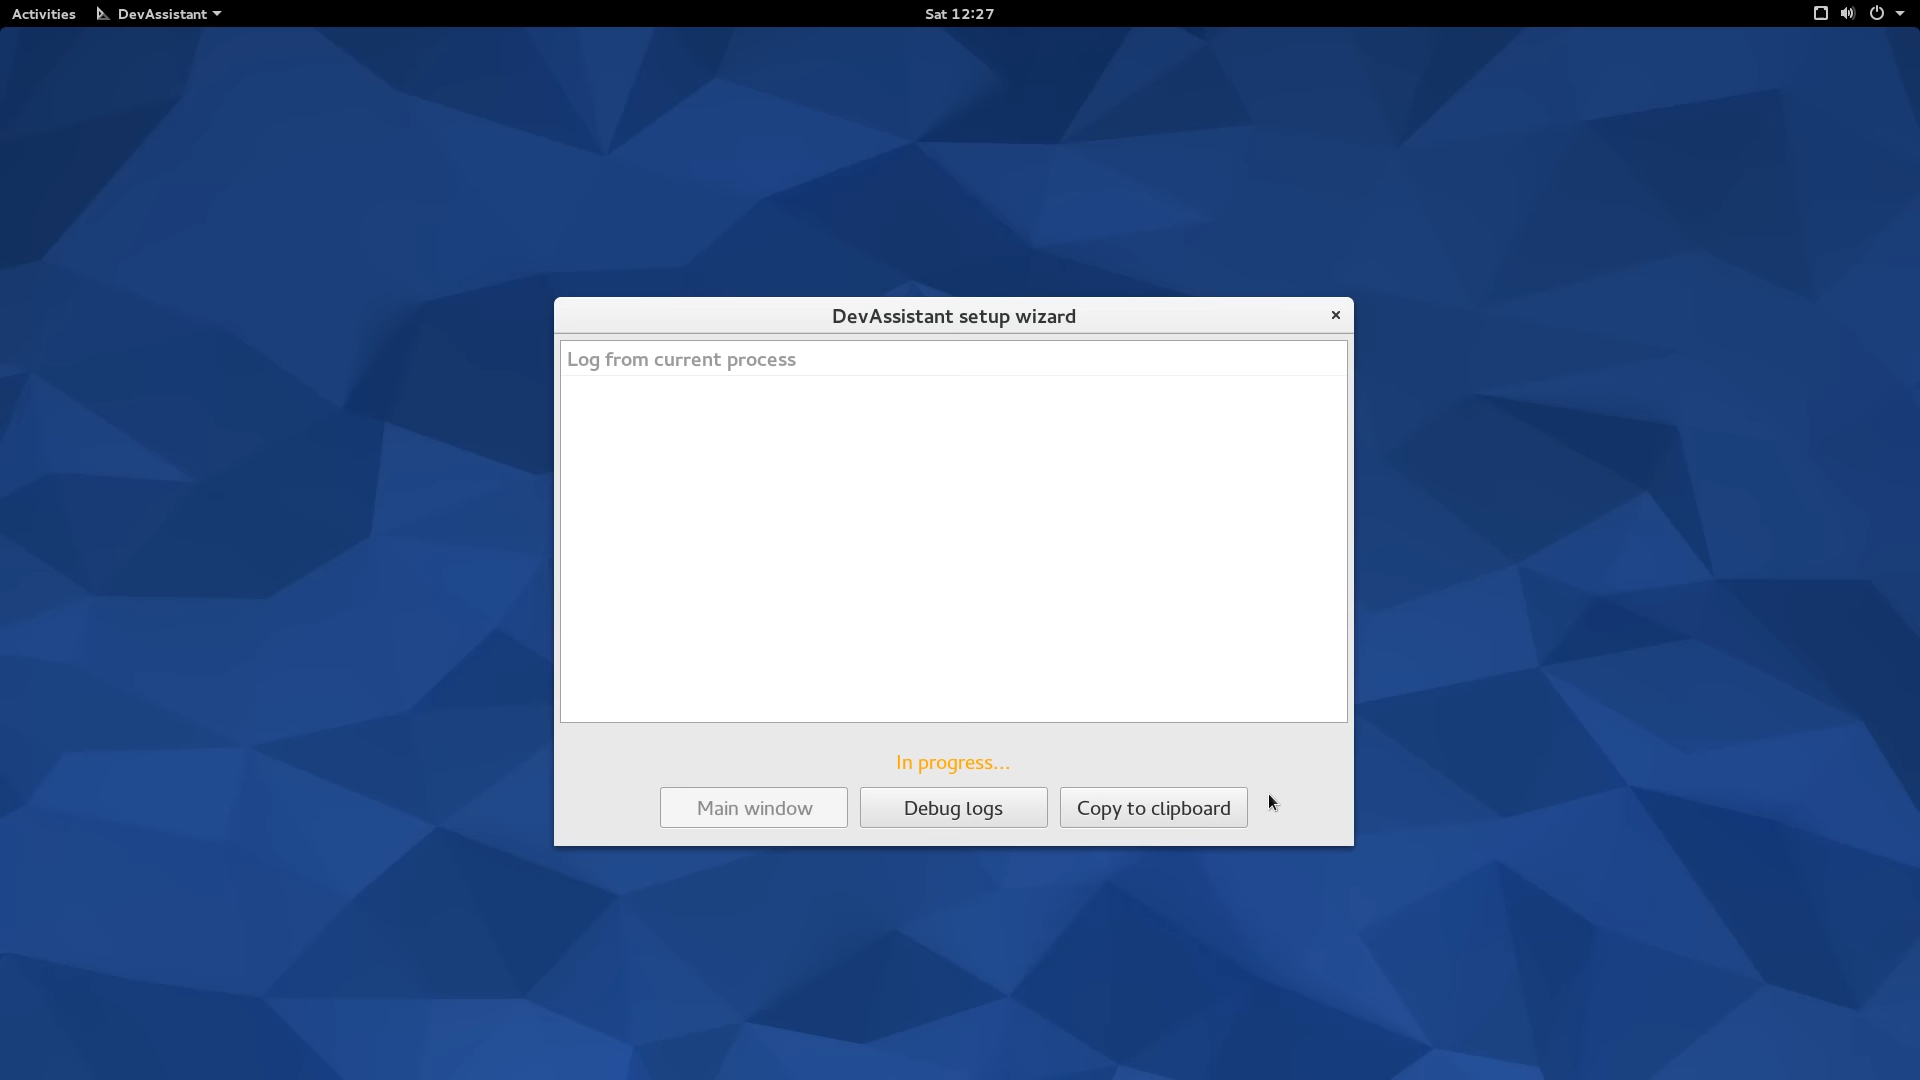 Activities DevAssistant Sat 12:27
DevAssistant setup wizard
Log from current process
In progress...
Main window Debug logs Copy to clipboard